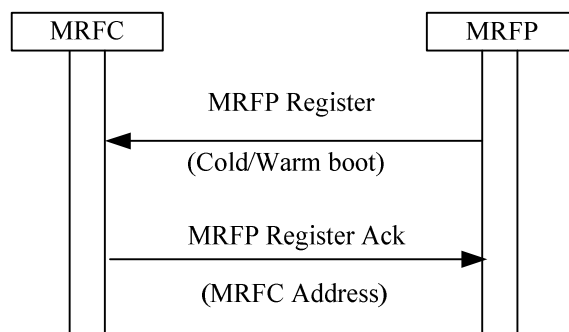 MRFC
MRFP
MRFP Register
(Cold/Warm boot)
MRFP Register Ack
(MRFC Address)